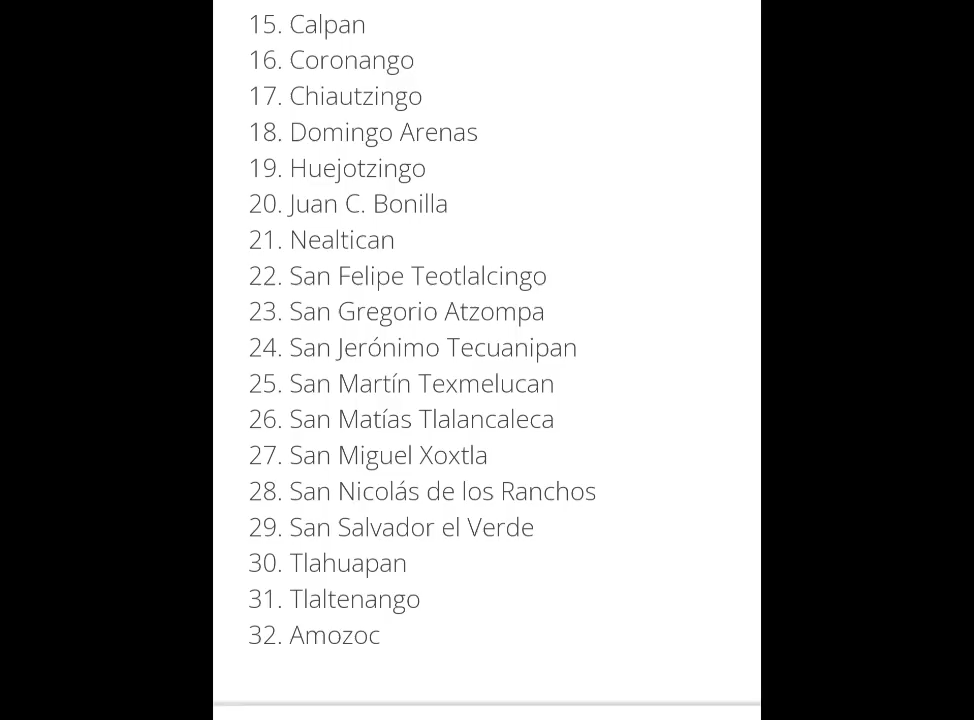 15. Calpan
16. Coronango
17. Chiautzingo
18. Domingo Arenas
19. Huejotzingo
20. Juan C. Bonilla
21. Nealtican
22. San Felipe Teotlalcingo
23. San Gregorio Atzompa
24. San Jerónimo Tecuanipan
25. San Martín Texmelucan
26. San Matías Tlalancaleca
27. San Miguel Xoxtla
28. San Nicolás de los Ranchos
29. San Salvador el Verde
30. Tlahuapan
31. Tlaltenango
32. Amozoc